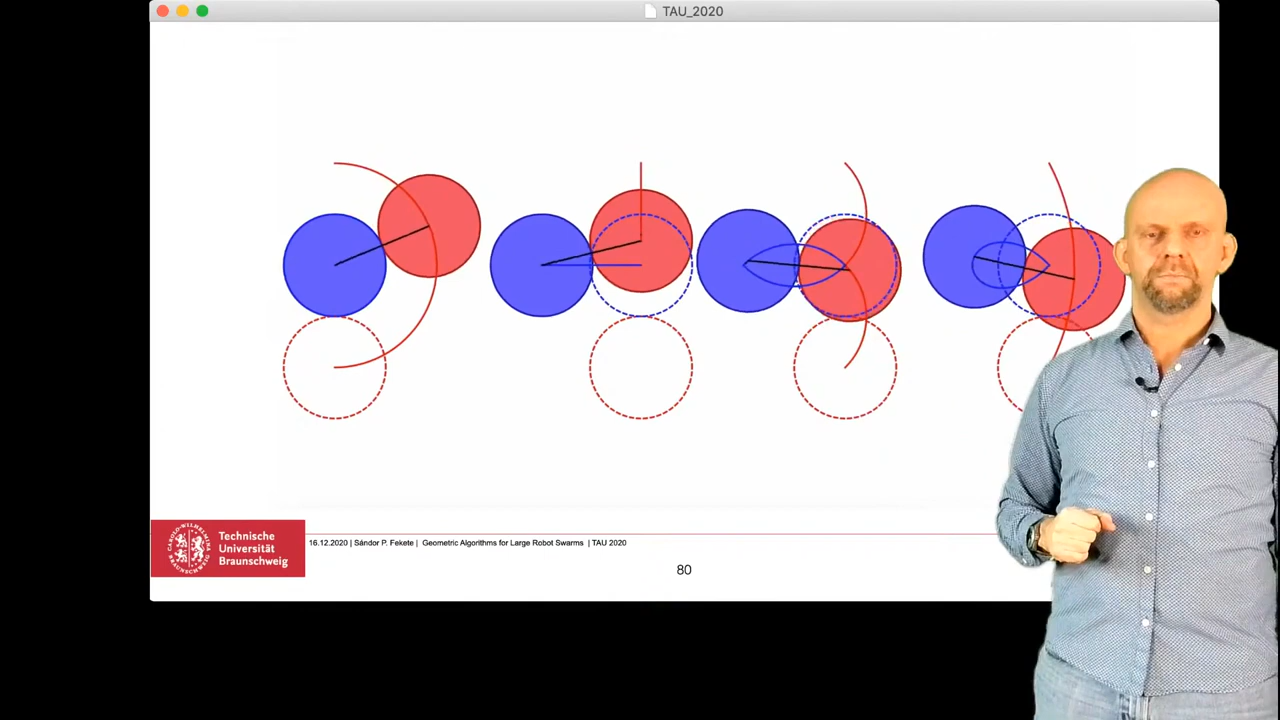 TAU_2020
Technische
Universität
Braunschweig
16.12.2020 | Sándor P. Fekete | Geometric Algorithms for Large Robot Swarms | TAU 2020
80